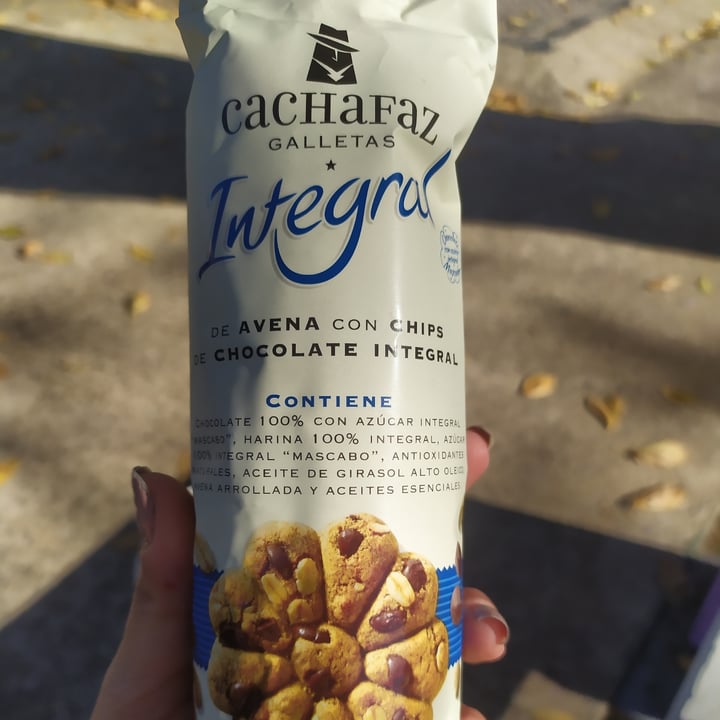 CACHAFAZ
GALLETAS
Integral
DE AVENA CON CHIPS
DE CHOCOLATE INTEGRAL
CONTIENE
CHOCOLATE 100% CON AZÚCAR INTEGRAL
"MASCABO", HARINA 100% INTEGRAL, AZÚCAR
100% INTEGRAL "MASCABO", ANTIOXIDANTES
NATURALES, ACEITE DE GIRASOL ALTO OLEICO,
AVENA ARROLLADA Y ACEITES ESENCIALES.